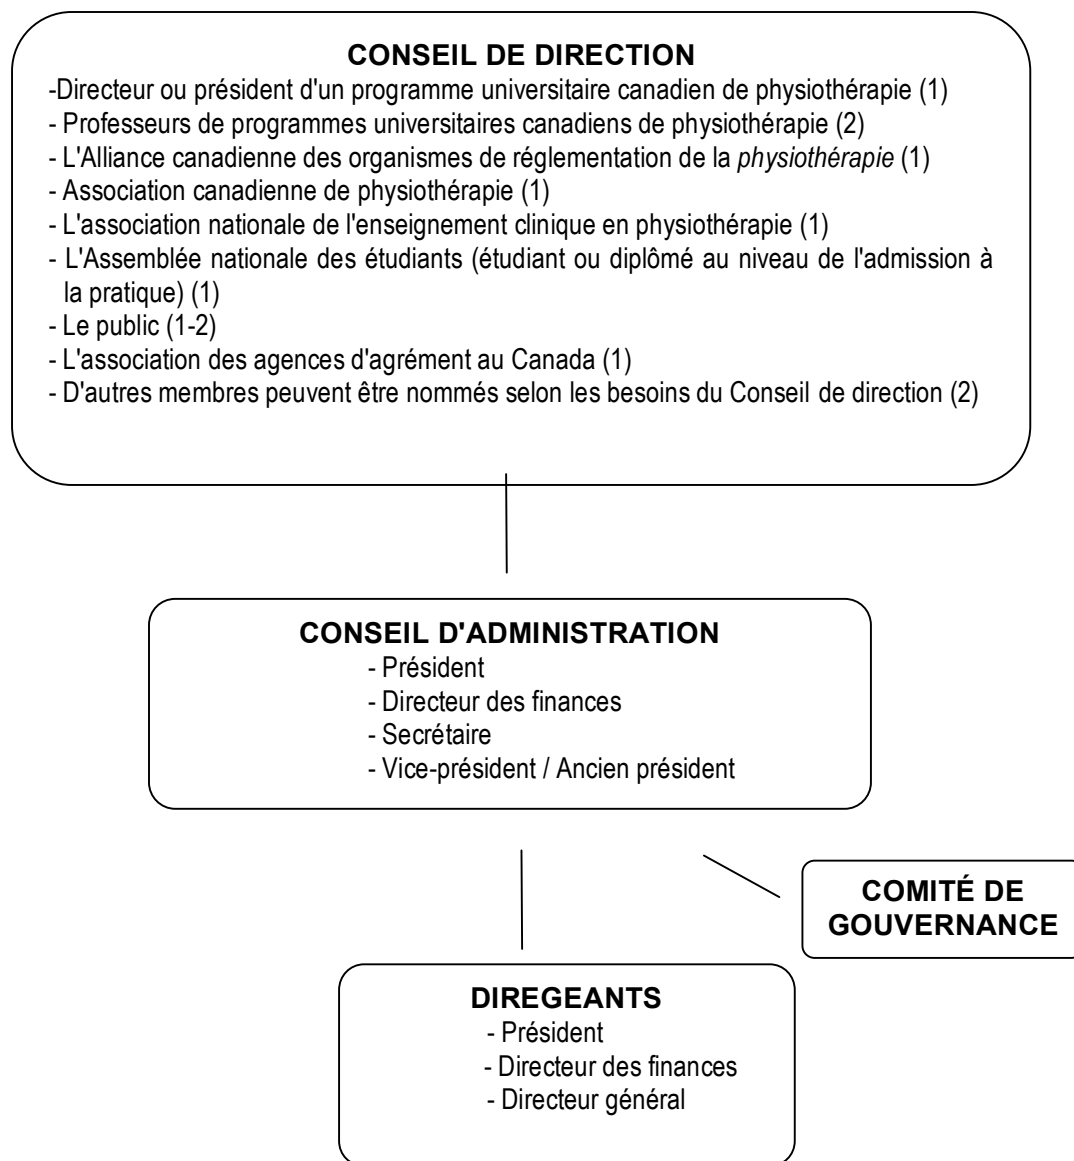 CONSEIL DE DIRECTION
-Directeur ou président d'un programme universitaire canadien de physiothérapie (1)
- Professeurs de programmes universitaires canadiens de physiothérapie (2)
- L'Alliance canadienne des organismes de réglementation de la physiothérapie (1)
- Association canadienne de physiothérapie (1)
- L'association nationale de l'enseignement clinique en physiothérapie (1)
- L'Assemblée nationale des étudiants (étudiant ou diplômé au niveau de l'admission à
la pratique) (1)
- Le public (1-2)
- L'association des agences d'agrément au Canada (1)
- D'autres membres peuvent être nommés selon les besoins du Conseil de direction (2)
CONSEIL D'ADMINISTRATION
- Président
- Directeur des finances
- Secrétaire
- Vice-président / Ancien président
COMITÉ DE
GOUVERNANCE
DIREGEANTS
- Président
- Directeur des finances
- Directeur général